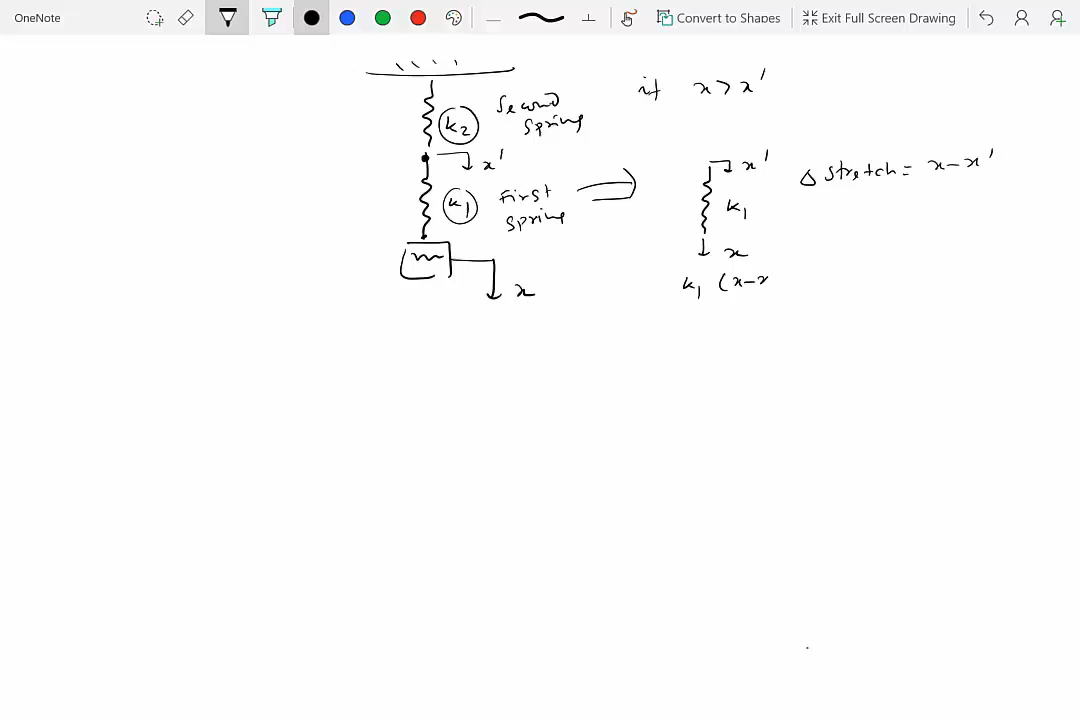 OneNote
Convert to Shapes
Exit Full Screen Drawing
if x > x'
k2 Second
Spring
x'
x' Δ stretch = x - x'
k1 First
Spring
k1
x
k1 (x-x
m
x